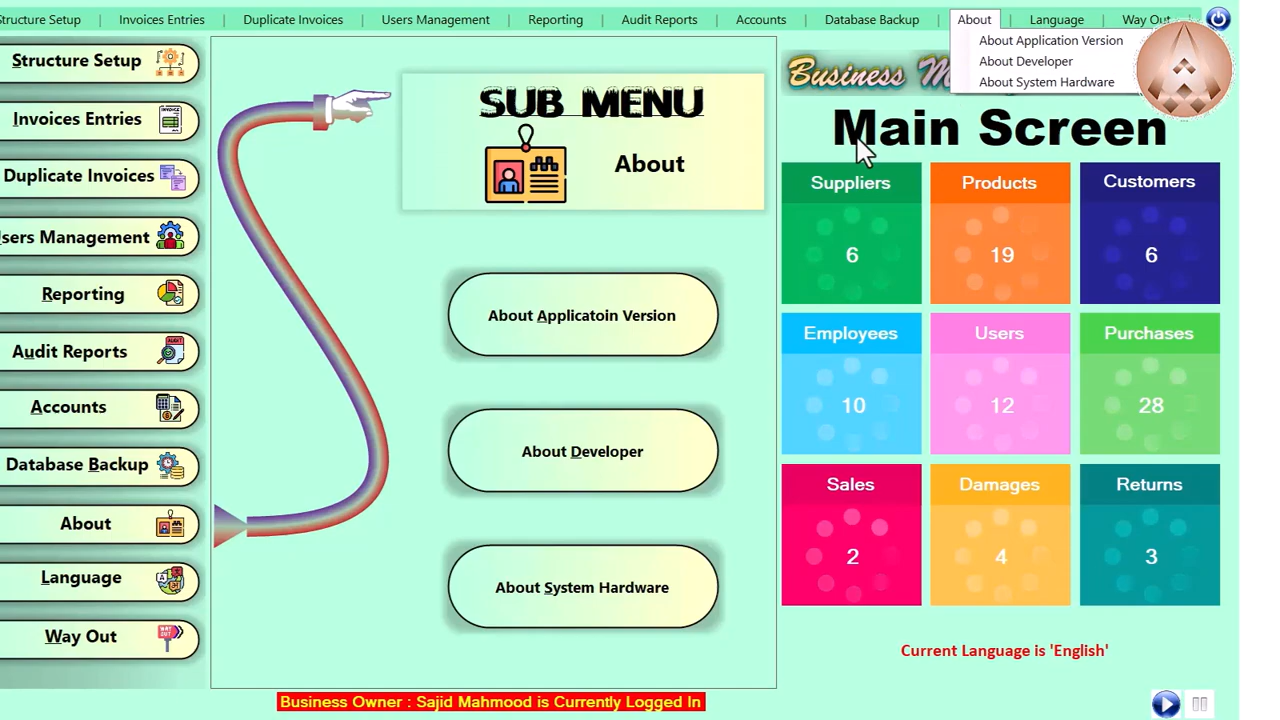 Structure Setup | Invoices Entries | Duplicate Invoices | Users Management | Reporting | Audit Reports | Accounts | Database Backup | About | Language | Way Out
About Application Version
About Developer
About System Hardware
Structure Setup
Invoices Entries
Duplicate Invoices
Users Management
Reporting
Audit Reports
Accounts
Database Backup
About
Language
Way Out
SUB MENU
About
About Applicatoin Version
About Developer
About System Hardware
Business
Main Screen
Suppliers
6
Products
19
Customers
6
Employees
10
Users
12
Purchases
28
Sales
2
Damages
4
Returns
3
Current Language is 'English'
Business Owner : Sajid Mahmood is Currently Logged In